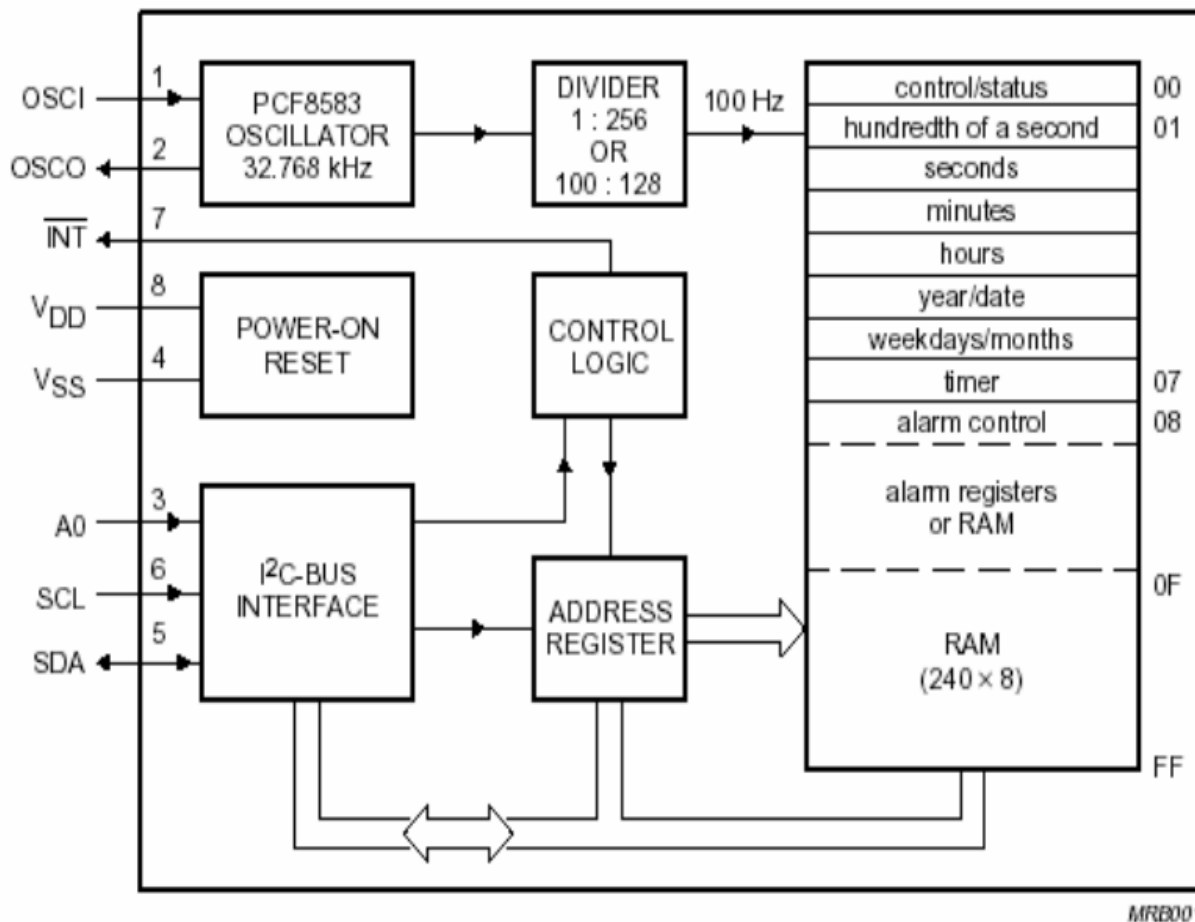 OSCI
1
PCF8583
OSCILLATOR
32.768 kHz
OSCO
2
DIVIDER
1 : 256
OR
100 : 128
100 Hz
control/status
00
hundredth of a second
01
seconds
minutes
hours
year/date
weekdays/months
timer
07
alarm control
08
alarm registers
or RAM
0F
RAM
(240 × 8)
FF
INT
7
VDD
8
VSS
4
POWER-ON
RESET
CONTROL
LOGIC
A0
3
SCL
6
SDA
5
I²C-BUS
INTERFACE
ADDRESS
REGISTER
MRB00